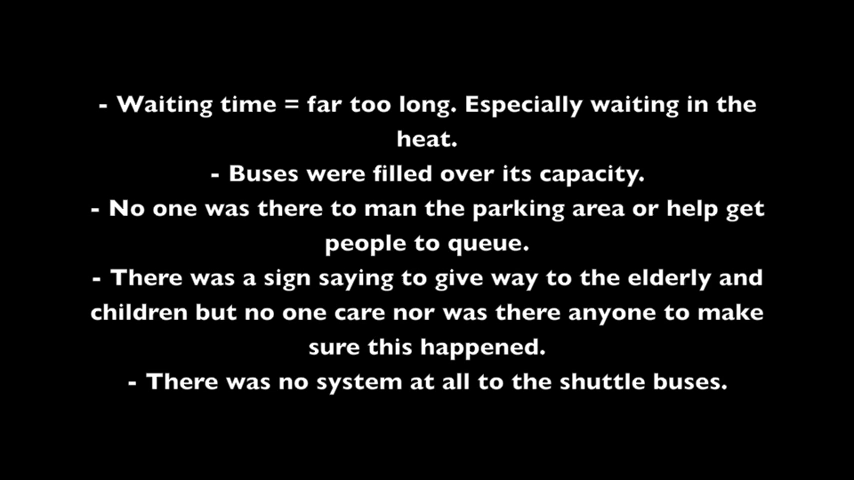 - Waiting time = far too long. Especially waiting in the
heat.
- Buses were filled over its capacity.
- No one was there to man the parking area or help get
people to queue.
- There was a sign saying to give way to the elderly and
children but no one care nor was there anyone to make
sure this happened.
- There was no system at all to the shuttle buses.